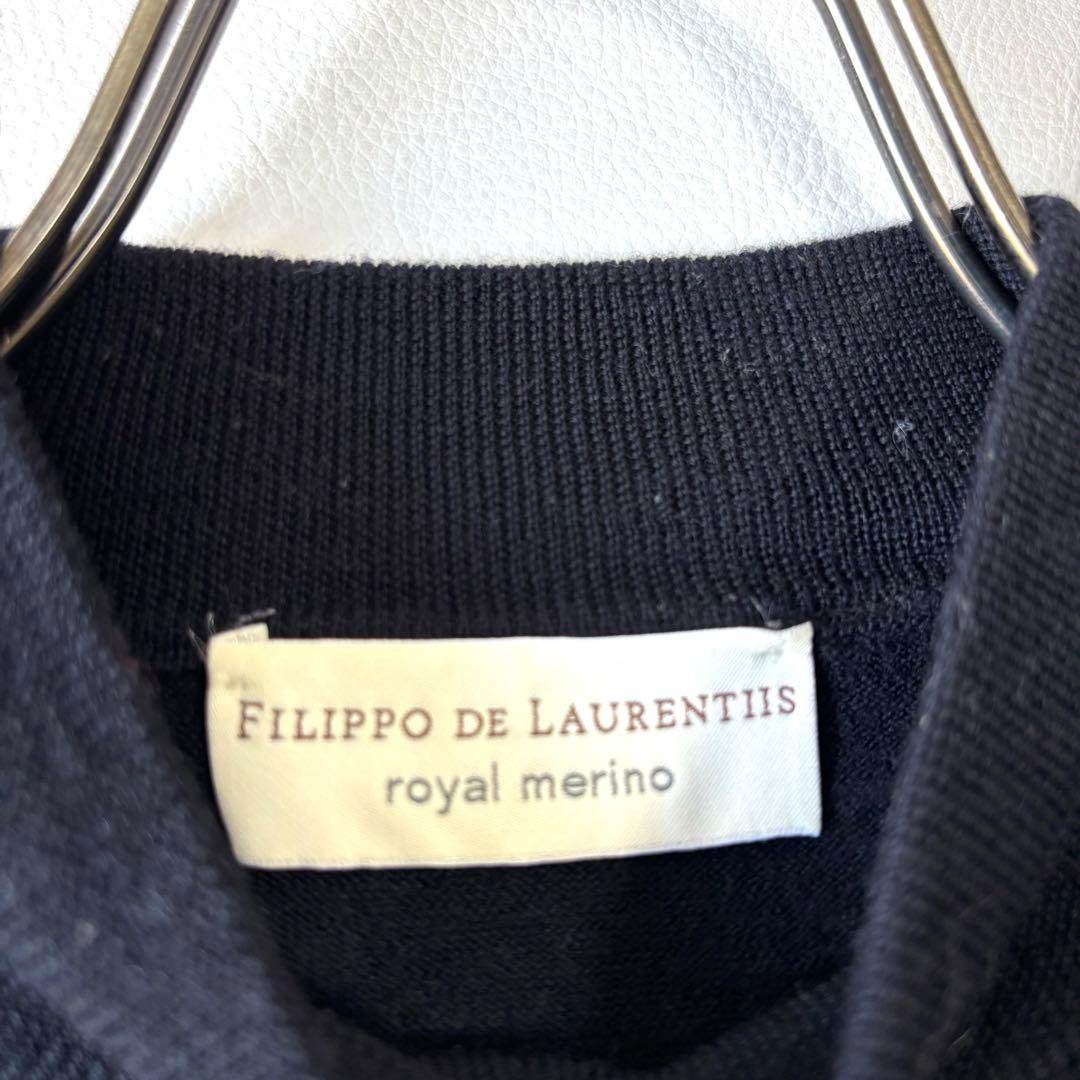 FILIPPO DE LAURENTIIS
royal merino